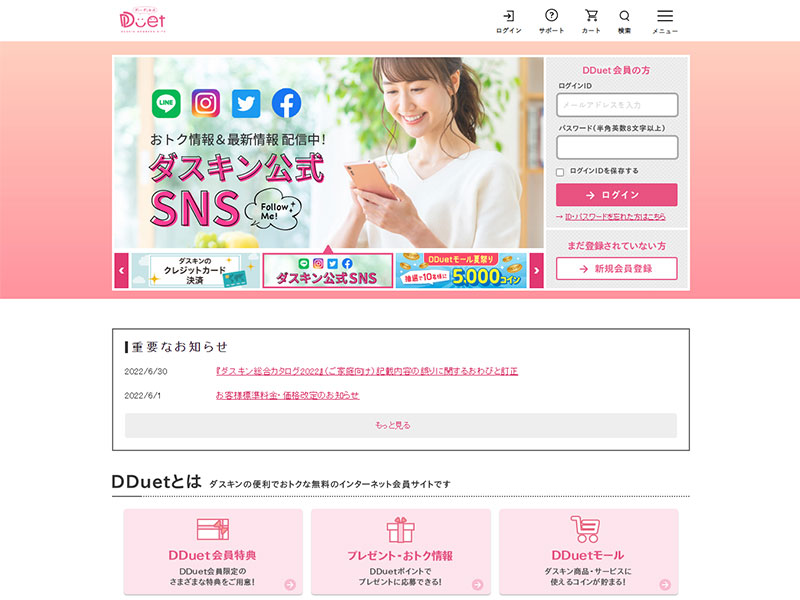 DDuet
ログイン
サポート
カート
検索
メニュー
LINE
おトク情報&最新情報 配信中!
ダスキン公式
SNS
Follow Me!
DDuet会員の方
ログインID
メールアドレスを入力
パスワード(半角英数8文字以上)
ログインIDを保存する
→ ログイン
→ ID・パスワードを忘れた方はこちら
まだ登録されていない方
→ 新規会員登録
ダスキンの
クレジットカード
決済
ダスキン公式SNS
DDuetモール夏祭り
抽選で10名様に 5,000コイン
重要なお知らせ
2022/6/30 『ダスキン総合カタログ2022』(ご家庭向け)記載内容の誤りに関するおわびと訂正
2022/6/1 お客様標準料金・価格改定のお知らせ
もっと見る
DDuetとは ダスキンの便利でおトクな無料のインターネット会員サイトです
DDuet会員特典
DDuet会員限定の
さまざまな特典をご用意!
プレゼント・おトク情報
DDuetポイントで
プレゼントに応募できる!
DDuetモール
ダスキン商品・サービスに
使えるコインが貯まる!